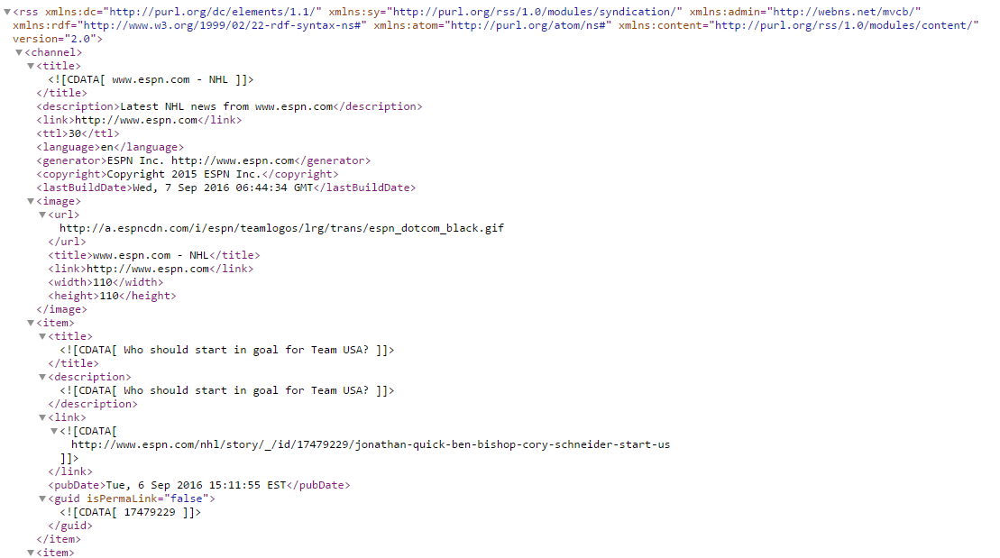 <rss xmlns:dc="http://purl.org/dc/elements/1.1/" xmlns:sy="http://purl.org/rss/1.0/modules/syndication/" xmlns:admin="http://webns.net/mvcb/"
xmlns:rdf="http://www.w3.org/1999/02/22-rdf-syntax-ns#" xmlns:atom="http://purl.org/atom/ns#" xmlns:content="http://purl.org/rss/1.0/modules/content/"
version="2.0">
<channel>
<title>
<![CDATA[ www.espn.com - NHL ]]>
</title>
<description>Latest NHL news from www.espn.com</description>
<link>http://www.espn.com</link>
<ttl>30</ttl>
<language>en</language>
<generator>ESPN Inc. http://www.espn.com</generator>
<copyright>Copyright 2015 ESPN Inc.</copyright>
<lastBuildDate>Wed, 7 Sep 2016 06:44:34 GMT</lastBuildDate>
<image>
<url>
http://a.espncdn.com/i/espn/teamlogos/lrg/trans/espn_dotcom_black.gif
</url>
<title>www.espn.com - NHL</title>
<link>http://www.espn.com</link>
<width>110</width>
<height>110</height>
</image>
<item>
<title>
<![CDATA[ Who should start in goal for Team USA? ]]>
</title>
<description>
<![CDATA[ Who should start in goal for Team USA? ]]>
</description>
<link>
<![CDATA[
http://www.espn.com/nhl/story/_/id/17479229/jonathan-quick-ben-bishop-cory-schneider-start-us
]]>
</link>
<pubDate>Tue, 6 Sep 2016 15:11:55 EST</pubDate>
<guid isPermaLink="false">
<![CDATA[ 17479229 ]]>
</guid>
</item>
<item>